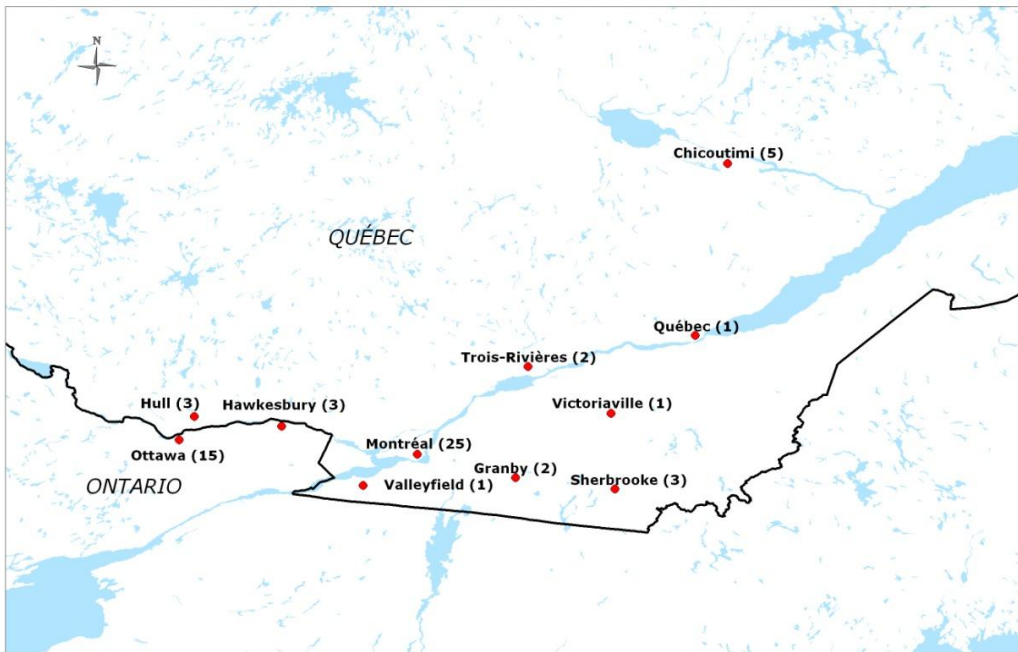 N
Chicoutimi (5)
QUÉBEC
Québec (1)
Trois-Rivières (2)
Hull (3)
Hawkesbury (3)
Victoriaville (1)
Montréal (25)
Ottawa (15)
Granby (2)
Sherbrooke (3)
ONTARIO
Valleyfield (1)